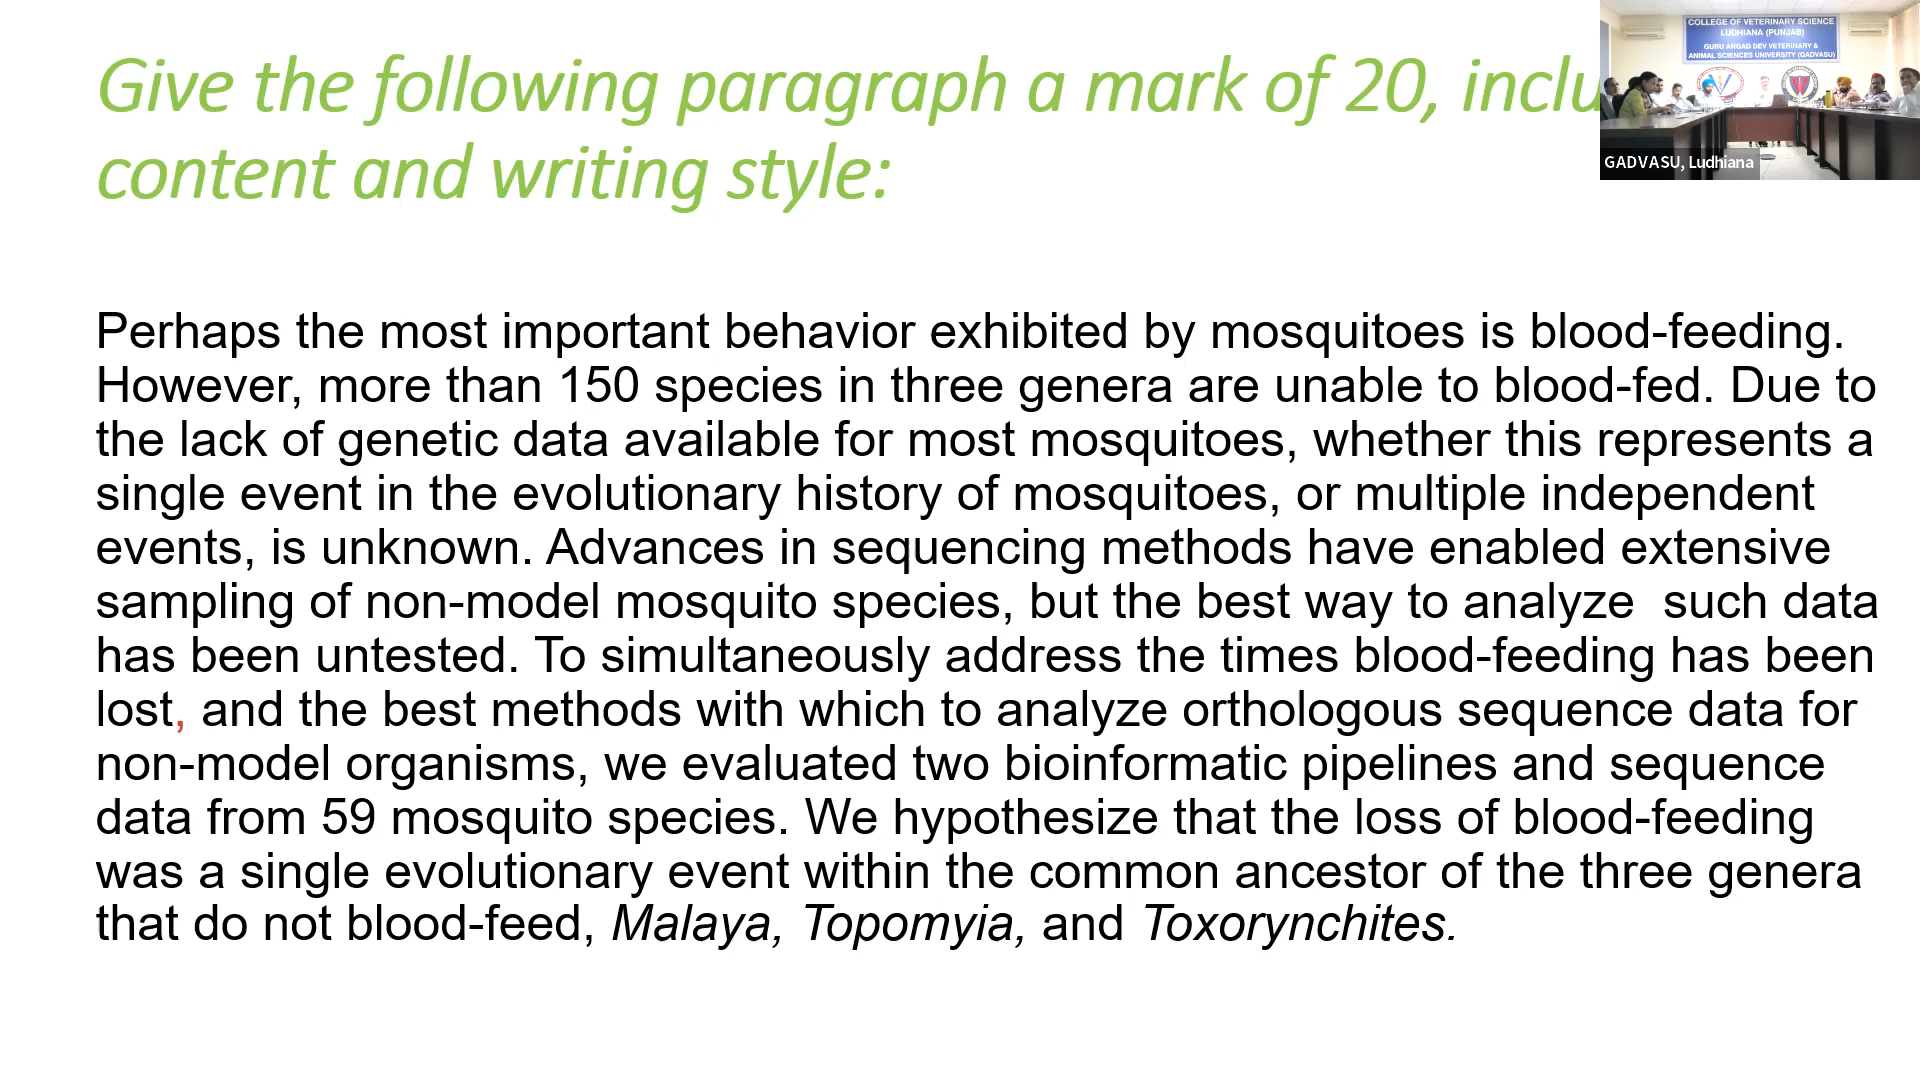 Give the following paragraph a mark of 20, inclu
content and writing style:
COLLEGE OF VETERINARY SCIENCE
LUDHIANA (PUNJAB)
GURU ANGAD DEV VETERINARY &
ANIMAL SCIENCES UNIVERSITY (GADVASU)
GADVASU, Ludhiana
Perhaps the most important behavior exhibited by mosquitoes is blood-feeding.
However, more than 150 species in three genera are unable to blood-fed. Due to
the lack of genetic data available for most mosquitoes, whether this represents a
single event in the evolutionary history of mosquitoes, or multiple independent
events, is unknown. Advances in sequencing methods have enabled extensive
sampling of non-model mosquito species, but the best way to analyze  such data
has been untested. To simultaneously address the times blood-feeding has been
lost, and the best methods with which to analyze orthologous sequence data for
non-model organisms, we evaluated two bioinformatic pipelines and sequence
data from 59 mosquito species. We hypothesize that the loss of blood-feeding
was a single evolutionary event within the common ancestor of the three genera
that do not blood-feed, Malaya, Topomyia, and Toxorynchites.